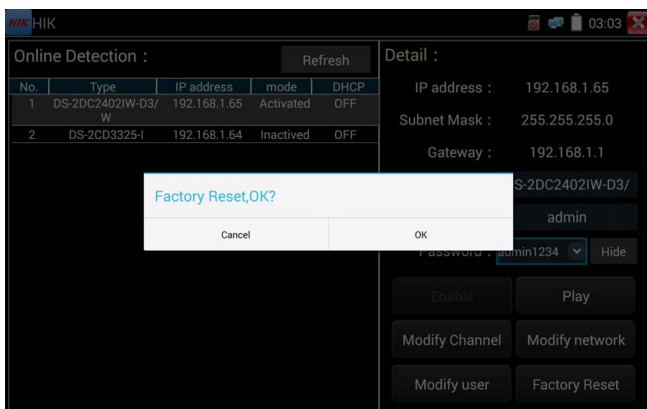 HIK HIK 03:03
Online Detection : Refresh
No. Type IP address mode DHCP
1 DS-2DC2402IW-D3/W 192.168.1.65 Activated OFF
2 DS-2CD3325-I 192.168.1.64 Inactived OFF
Detail :
IP address : 192.168.1.65
Subnet Mask : 255.255.255.0
Gateway : 192.168.1.1
S-2DC2402IW-D3/
admin
Password : admin1234 Hide
Factory Reset,OK?
Cancel OK
Enable Play
Modify Channel Modify network
Modify user Factory Reset